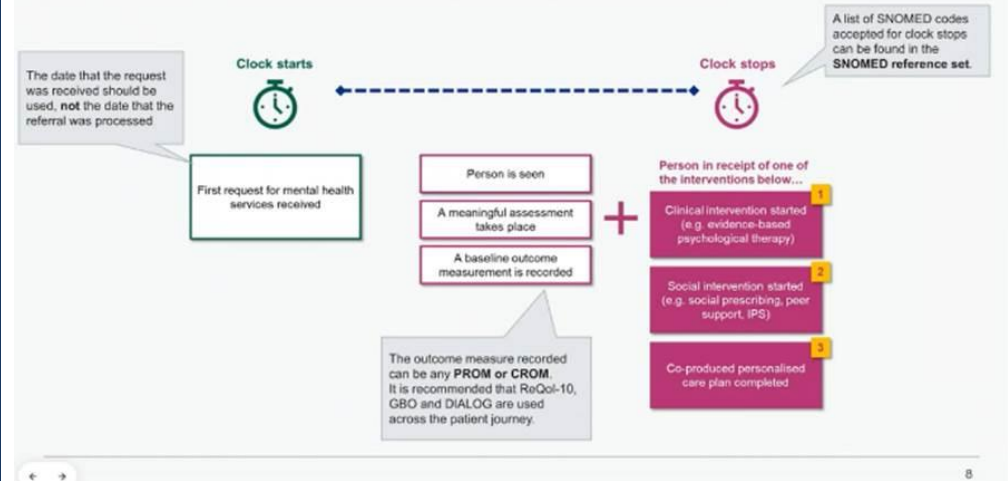 A list of SNOMED codes
accepted for clock stops
can be found in the
SNOMED reference set.
The date that the request
was received should be
used, not the date that the
referral was processed
Clock starts
Clock stops
First request for mental health
services received
Person is seen
A meaningful assessment
takes place
A baseline outcome
measurement is recorded
+
Person in receipt of one of
the interventions below...
1
Clinical intervention started
(e.g. evidence-based
psychological therapy)
2
Social intervention started
(e.g. social prescribing, peer
support, IPS)
3
Co-produced personalised
care plan completed
The outcome measure recorded
can be any PROM or CROM.
It is recommended that ReQol-10,
GBO and DIALOG are used
across the patient journey.
8